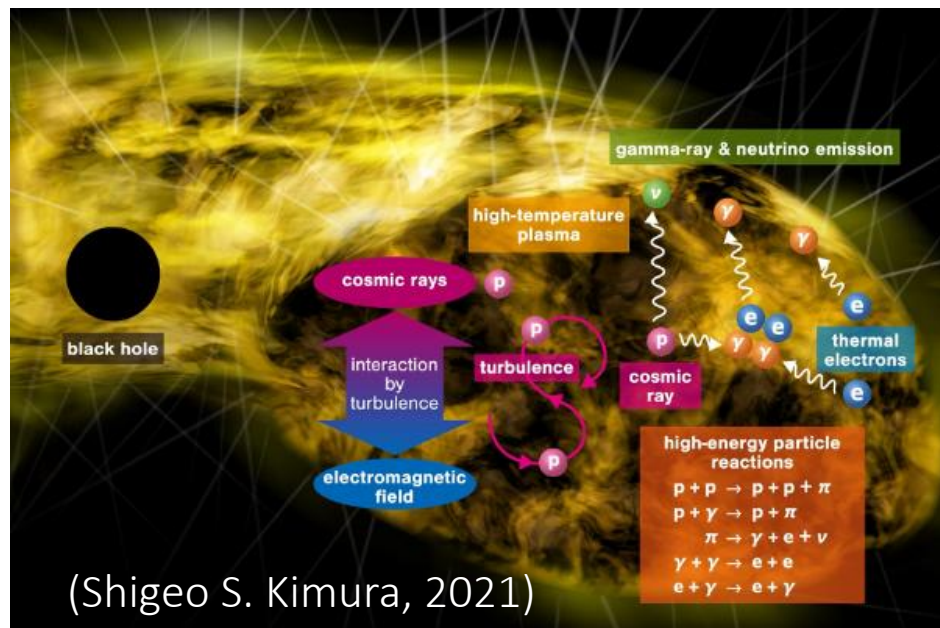 gamma-ray & neutrino emission
ν
γ
γ
high-temperature
plasma
cosmic rays
p
black hole
interaction
by
turbulence
p
turbulence
p
cosmic
ray
e
e
γ
γ
e
thermal
electrons
e
electromagnetic
field
p
high-energy particle
reactions
p + p → p + p + π
p + γ → p + π
π → γ + e + ν
γ + γ → e + e
e + γ → e + γ
(Shigeo S. Kimura, 2021)